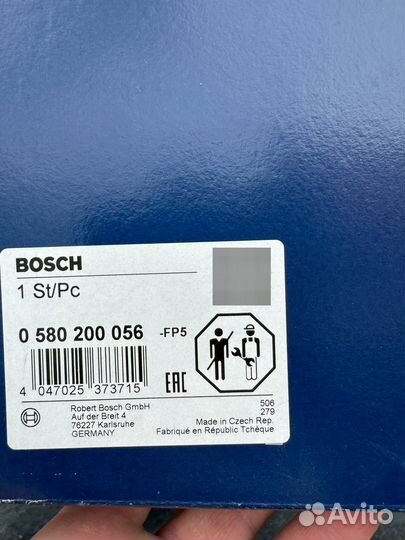 BOSCH
1 St/Pc
0 580 200 056 -FP5
4 047025 373715
EAC
Robert Bosch GmbH
Auf der Breit 4
76227 Karlsruhe
GERMANY
506
279
Made in Czech Rep.
Fabriqué en République Tchèque
Avito